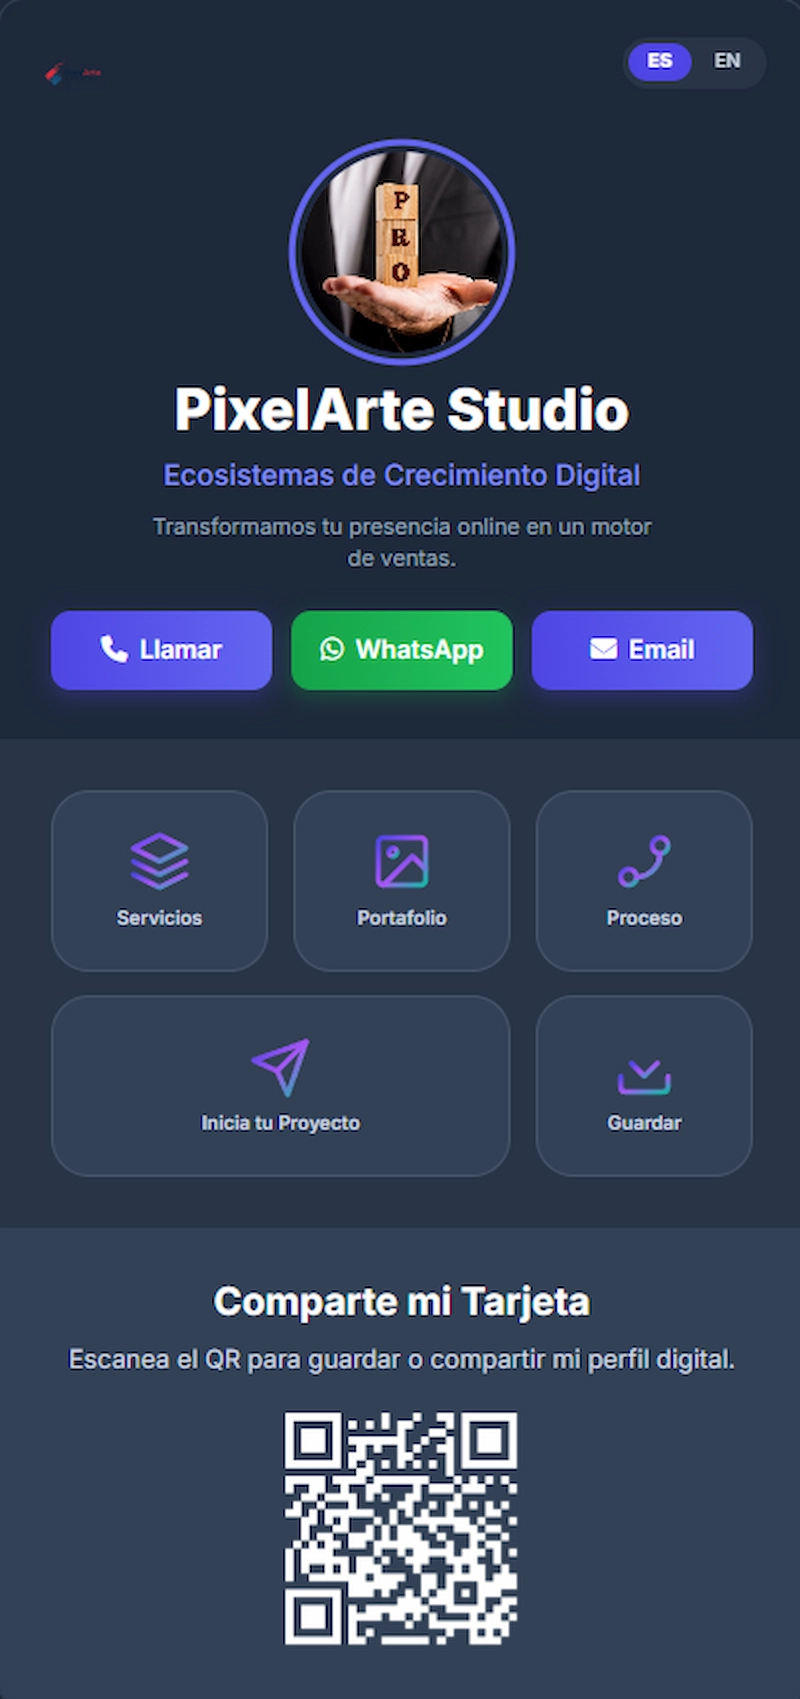 Arte
ES EN
P
R
O
PixelArte Studio
Ecosistemas de Crecimiento Digital
Transformamos tu presencia online en un motor
de ventas.
Llamar WhatsApp Email
Servicios Portafolio Proceso
Inicia tu Proyecto Guardar
Comparte mi Tarjeta
Escanea el QR para guardar o compartir mi perfil digital.